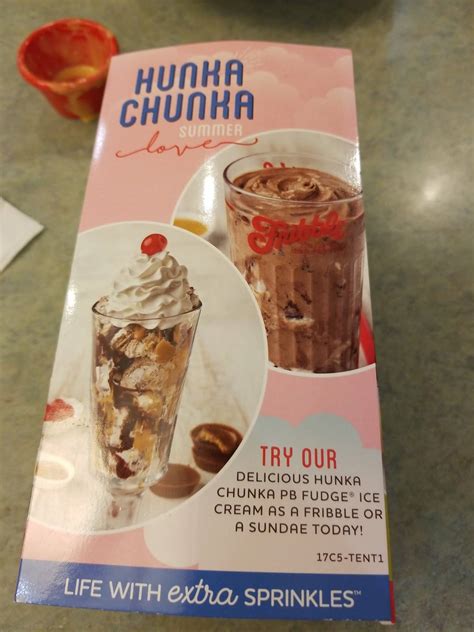 HUNKA
CHUNKA
SUMMER
love
Fribble
TRY OUR
DELICIOUS HUNKA
CHUNKA PB FUDGE® ICE
CREAM AS A FRIBBLE OR
A SUNDAE TODAY!
17C5-TENT1
LIFE WITH extra SPRINKLES™